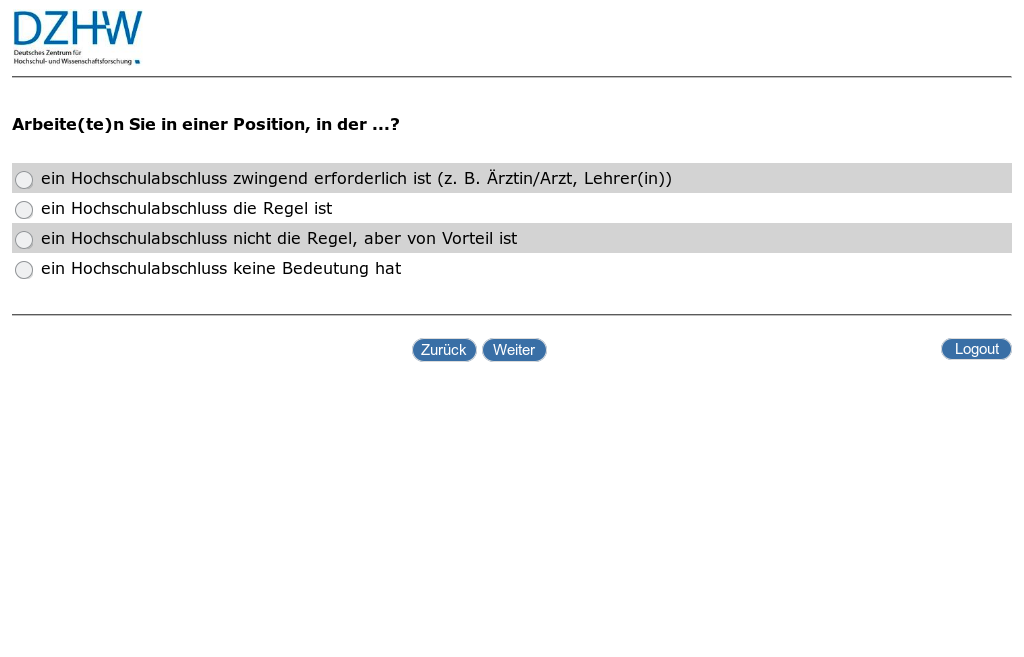 DZHW
Deutsches Zentrum für
Hochschul- und Wissenschaftsforschung
Arbeite(te)n Sie in einer Position, in der ...?
ein Hochschulabschluss zwingend erforderlich ist (z. B. Ärztin/Arzt, Lehrer(in))
ein Hochschulabschluss die Regel ist
ein Hochschulabschluss nicht die Regel, aber von Vorteil ist
ein Hochschulabschluss keine Bedeutung hat
Zurück Weiter Logout